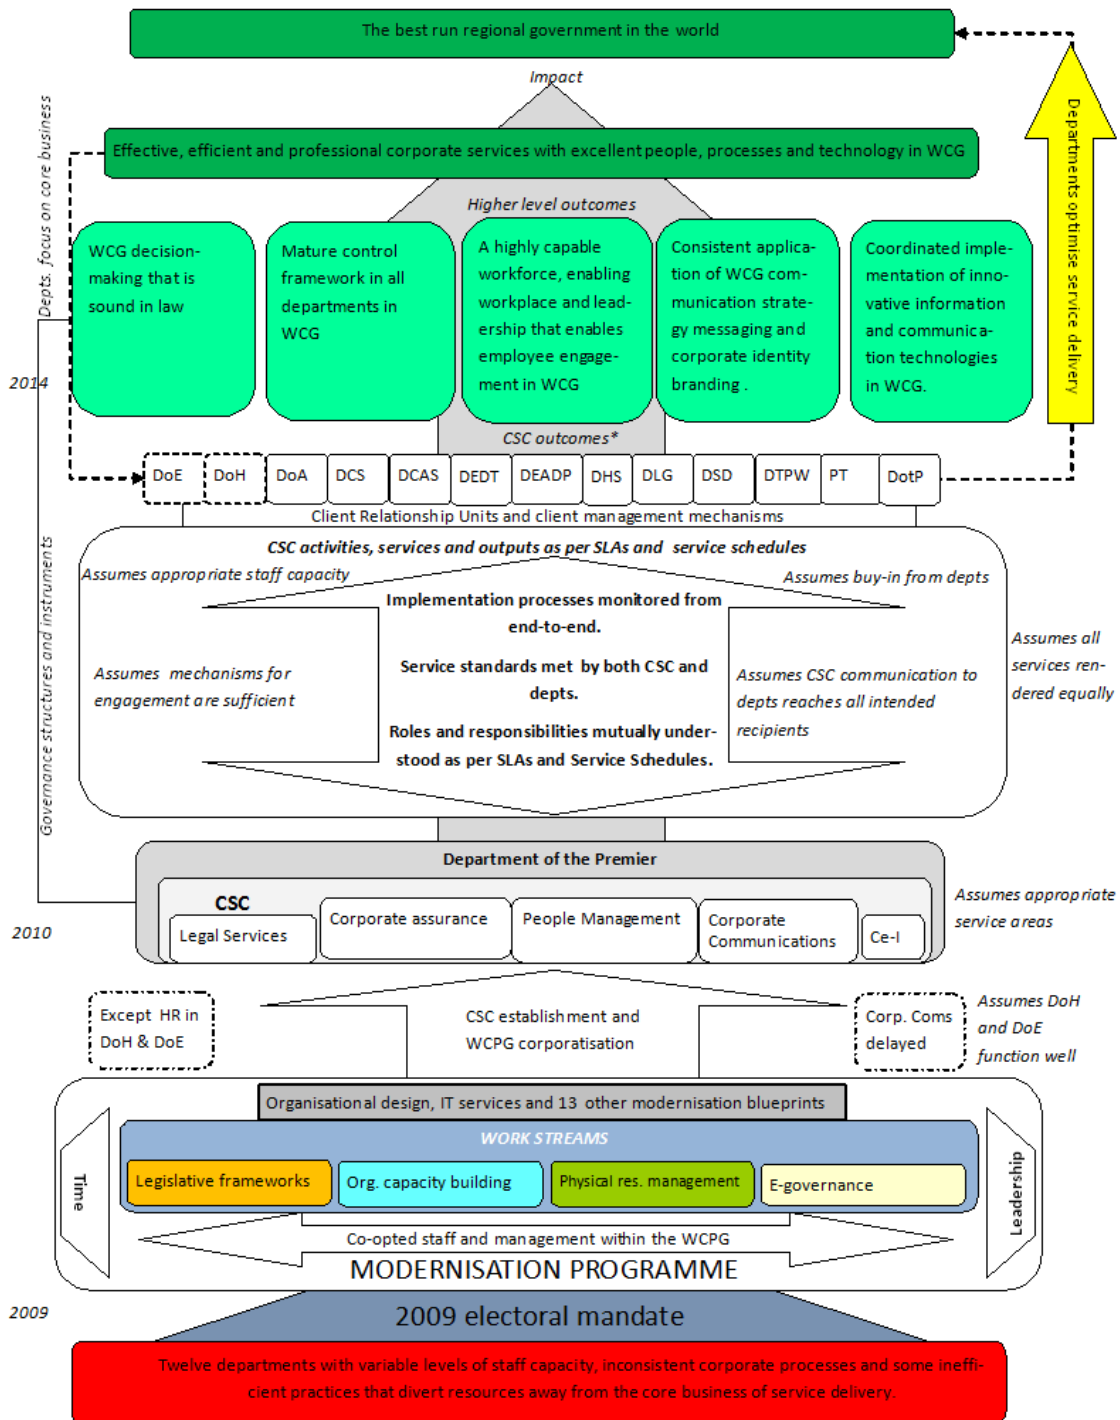 The best run regional government in the world
Impact
Effective, efficient and professional corporate services with excellent people, processes and technology in WCG
Depts. focus on core business
Departments optimise service delivery
Higher level outcomes
WCG decision-
making that is
sound in law
Mature control
framework in all
departments in
WCG
A highly capable
workforce, enabling
workplace and lead-
ership that enables
employee engage-
ment in WCG
Consistent applica-
tion of WCG com-
munication strate-
gy messaging and
corporate identity
branding .
Coordinated imple-
mentation of inno-
vative information
and communica-
tion technologies
in WCG.
2014
CSC outcomes*
DoE
DoH
DoA
DCS
DCAS
DEDT
DEADP
DHS
DLG
DSD
DTPW
PT
DotP
Client Relationship Units and client management mechanisms
CSC activities, services and outputs as per SLAs and service schedules
Assumes appropriate staff capacity
Assumes buy-in from depts
Implementation processes monitored from
end-to-end.
Service standards met by both CSC and
depts.
Roles and responsibilities mutually under-
stood as per SLAs and Service Schedules.
Assumes mechanisms for
engagement are sufficient
Assumes CSC communication to
depts reaches all intended
recipients
Assumes all
services ren-
dered equally
Governance structures and instruments
Department of the Premier
CSC
Legal Services
Corporate assurance
People Management
Corporate
Communications
Ce-I
Assumes appropriate
service areas
2010
Except HR in
DoH & DoE
CSC establishment and
WCPG corporatisation
Corp. Coms
delayed
Assumes DoH
and DoE
function well
Organisational design, IT services and 13 other modernisation blueprints
WORK STREAMS
Legislative frameworks
Org. capacity building
Physical res. management
E-governance
Time
Leadership
Co-opted staff and management within the WCPG
MODERNISATION PROGRAMME
2009
2009 electoral mandate
Twelve departments with variable levels of staff capacity, inconsistent corporate processes and some ineffi-
cient practices that divert resources away from the core business of service delivery.